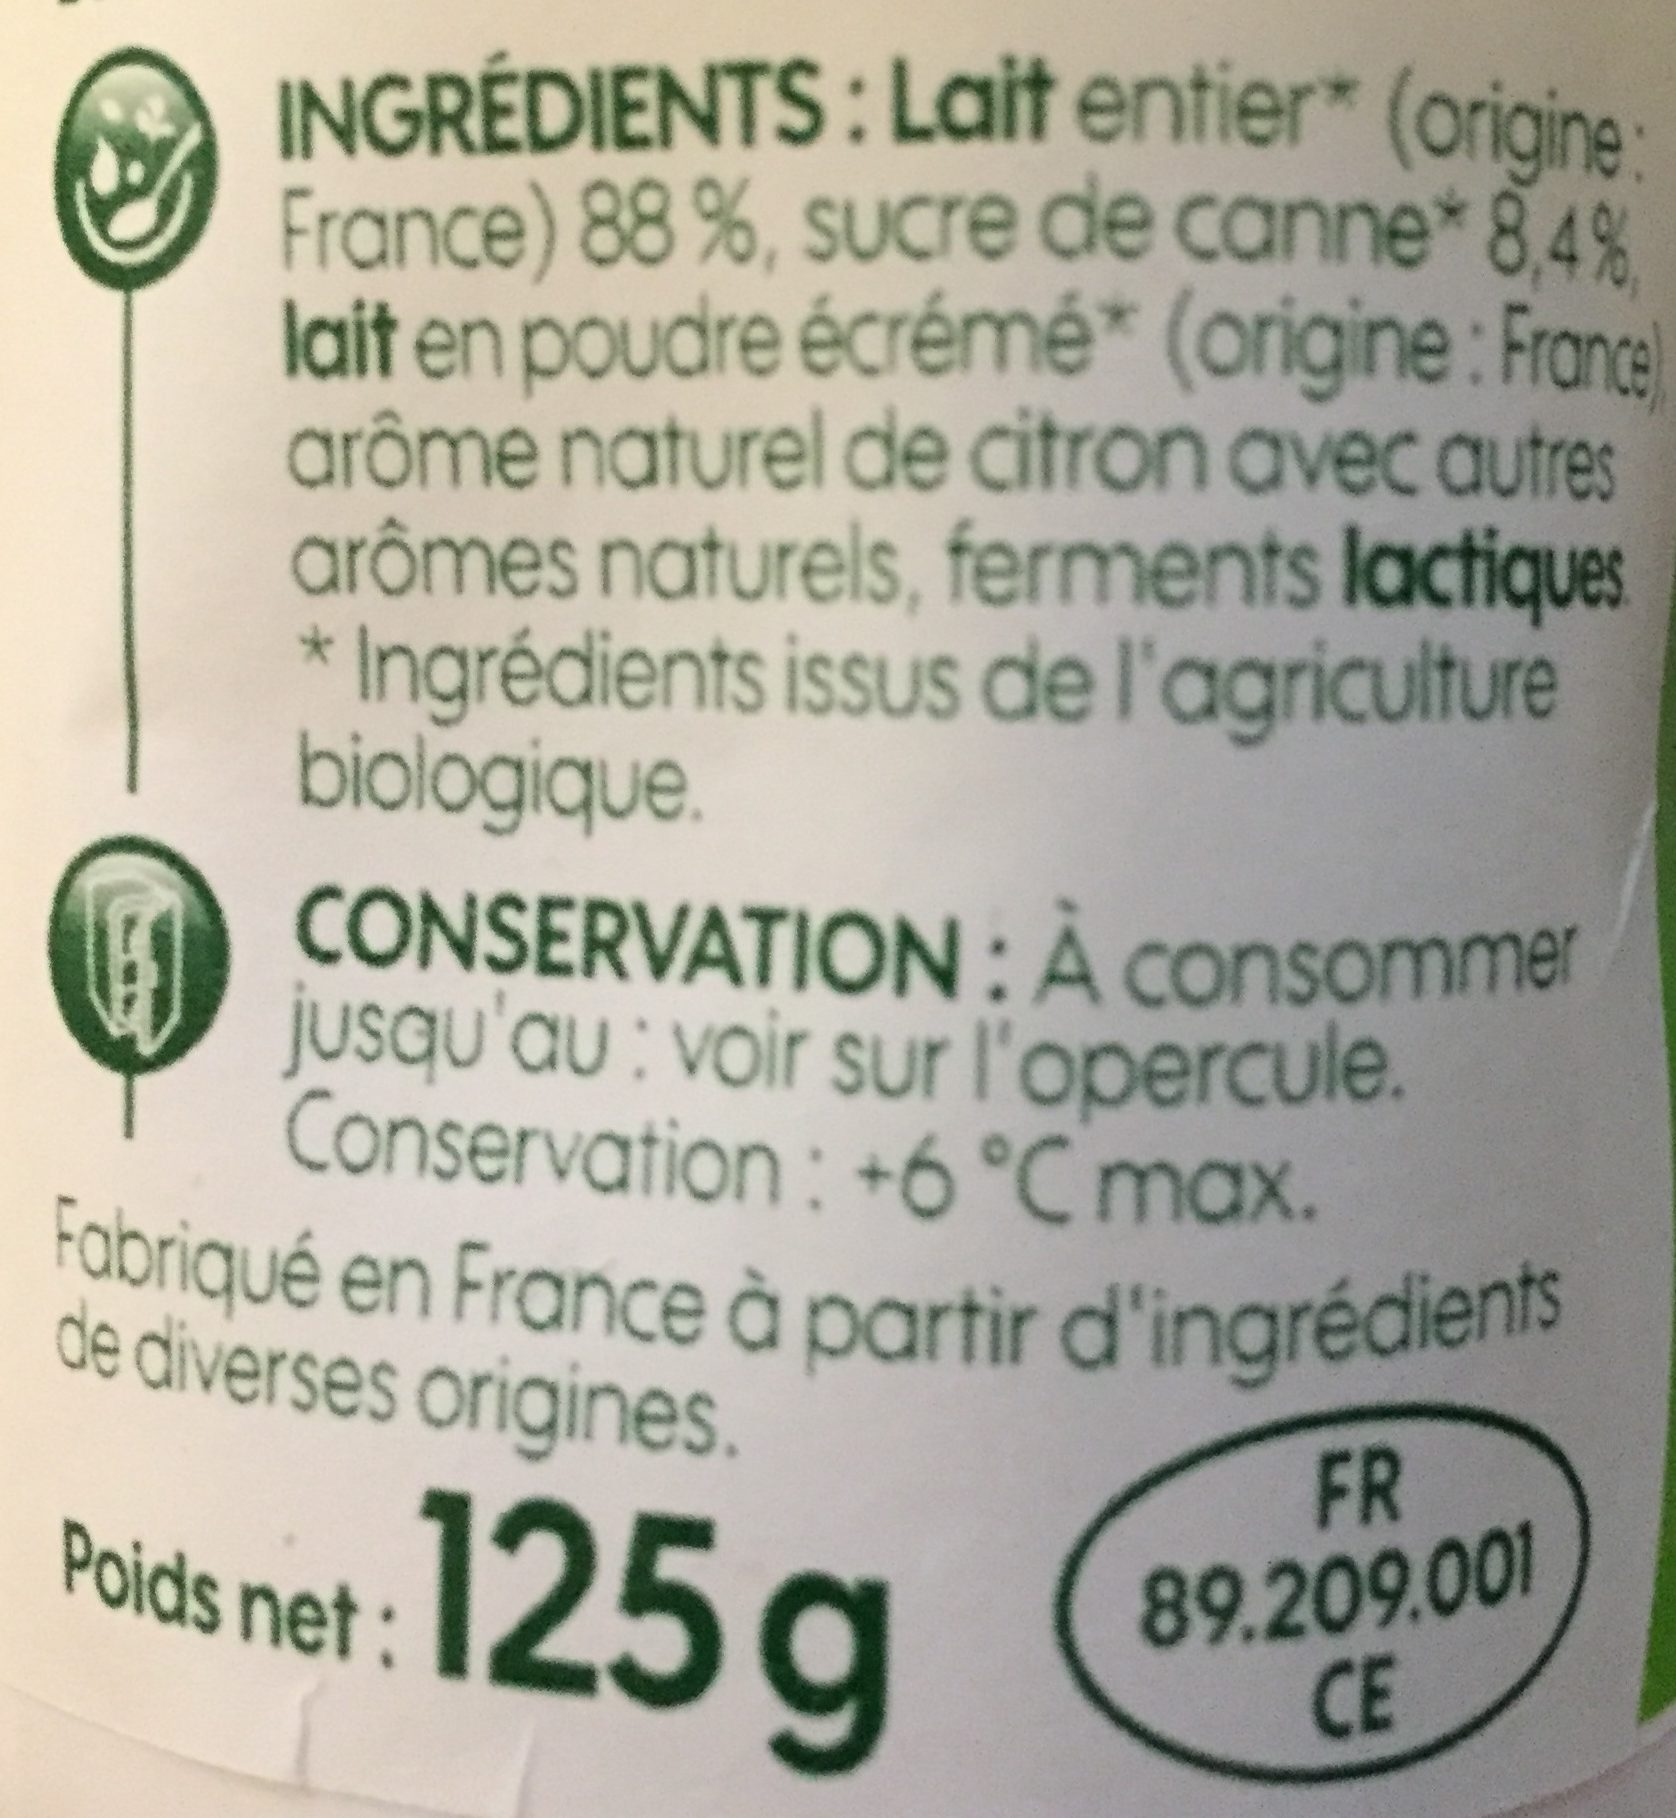 INGRÉDIENTS : Lait entier* (origine :
France) 88 %, sucre de canne* 8,4%,
lait en poudre écrémé* (origine : France),
arôme naturel de citron avec autres
arômes naturels, ferments lactiques.
* Ingrédients issus de l'agriculture
biologique.
CONSERVATION : À consommer
jusqu'au : voir sur l'opercule.
Conservation : +6 °C max.
Fabriqué en France à partir d'ingrédients
de diverses origines.
Poids net : 125 g
FR
89.209.001
CE